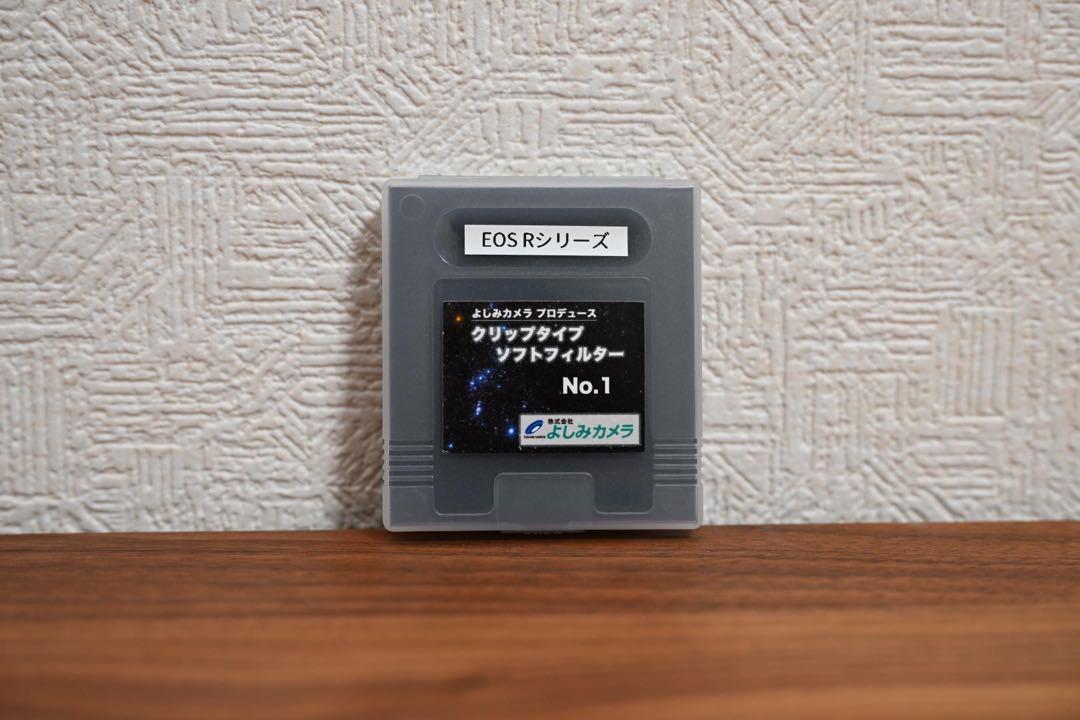 EOS Rシリーズ
よしみカメラ プロデュース
クリップタイプ
ソフトフィルター
No.1
株式会社
よしみカメラ